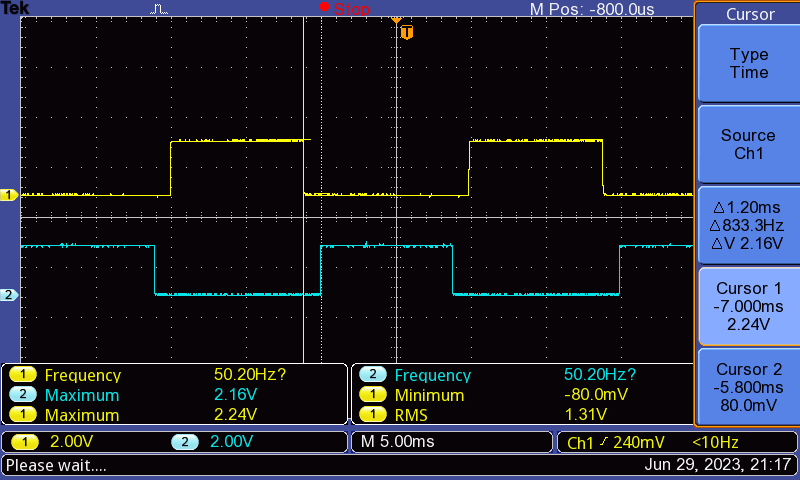 Tek Stop M Pos: -800.0us
T
Cursor
Type
Time
Source
Ch1
Δ1.20ms
Δ833.3Hz
ΔV 2.16V
Cursor 1
-7.000ms
2.24V
Cursor 2
-5.800ms
80.0mV
1
2
1 Frequency 50.20Hz?
2 Maximum 2.16V
1 Maximum 2.24V
2 Frequency 50.20Hz?
1 Minimum -80.0mV
1 RMS 1.31V
1 2.00V 2 2.00V
M 5.00ms
Ch1 240mV <10Hz
Please wait.... Jun 29, 2023, 21:17